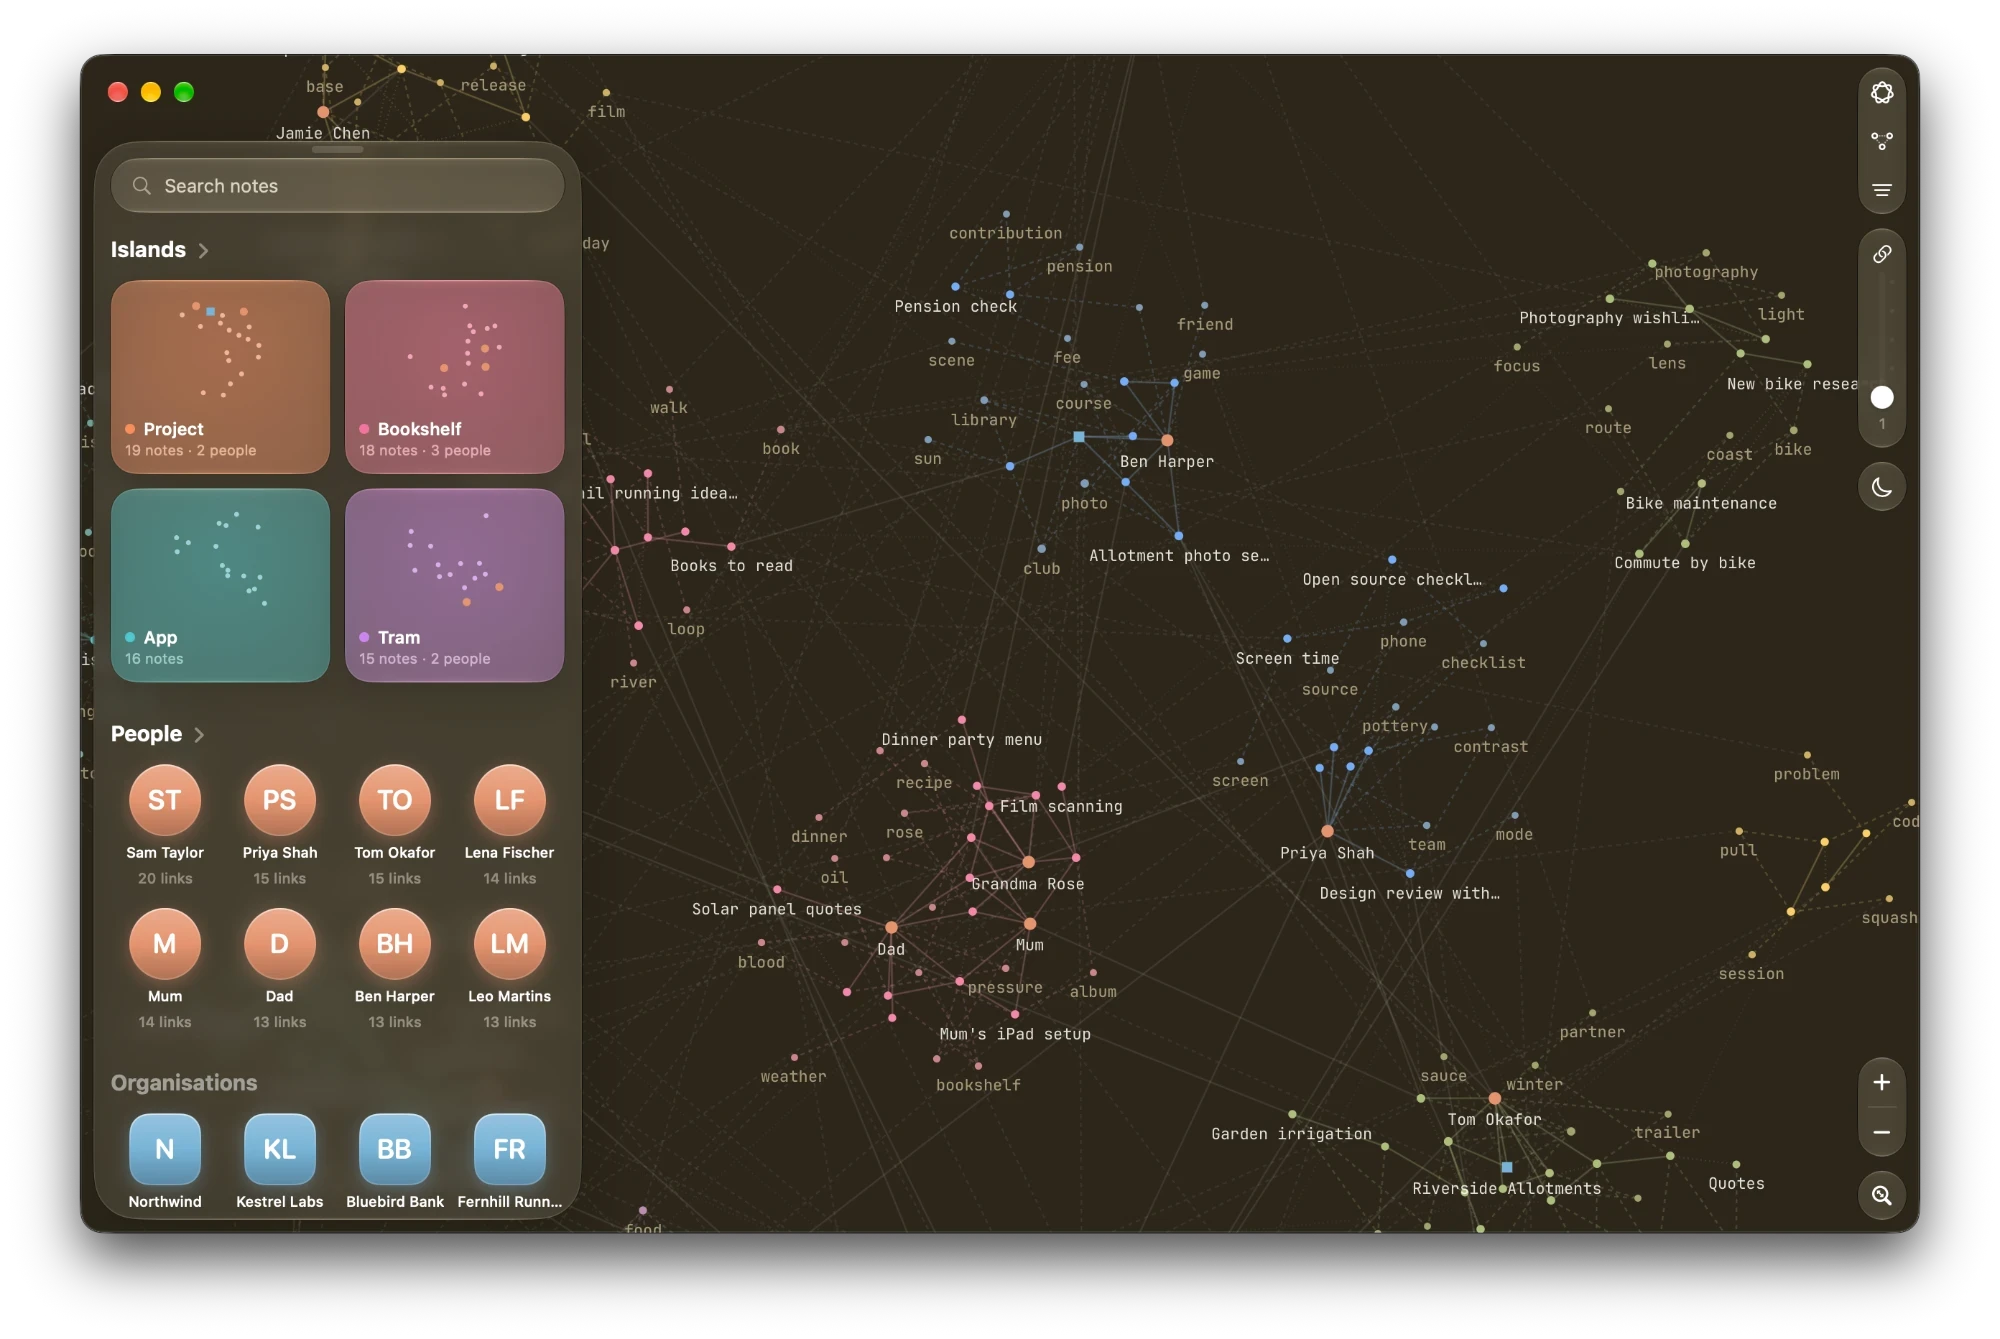 base
release
film
Jamie Chen
Search notes
Islands
day
Project
19 notes · 2 people
Bookshelf
18 notes · 3 people
App
16 notes
Tram
15 notes · 2 people
People
ST
PS
TO
LF
Sam Taylor
Priya Shah
Tom Okafor
Lena Fischer
20 links
15 links
15 links
14 links
M
D
BH
LM
Mum
Dad
Ben Harper
Leo Martins
14 links
13 links
13 links
13 links
Organisations
N
KL
BB
FR
Northwind
Kestrel Labs
Bluebird Bank
Fernhill Runn…
contribution
pension
Pension check
friend
scene
fee
game
course
library
walk
book
sun
Ben Harper
photo
il running idea…
Books to read
club
Allotment photo se…
loop
river
photography
Photography wishli…
light
focus
lens
New bike resea
1
route
coast
bike
Bike maintenance
Commute by bike
Open source checkl…
phone
Screen time
checklist
source
pottery
contrast
screen
Priya Shah
team
mode
Design review with…
Dinner party menu
recipe
Film scanning
dinner
rose
oil
Grandma Rose
Solar panel quotes
Dad
Mum
blood
pressure
album
Mum's iPad setup
weather
bookshelf
food
problem
cod
pull
squash
session
partner
sauce
winter
Tom Okafor
Garden irrigation
trailer
Riverside Allotments
Quotes